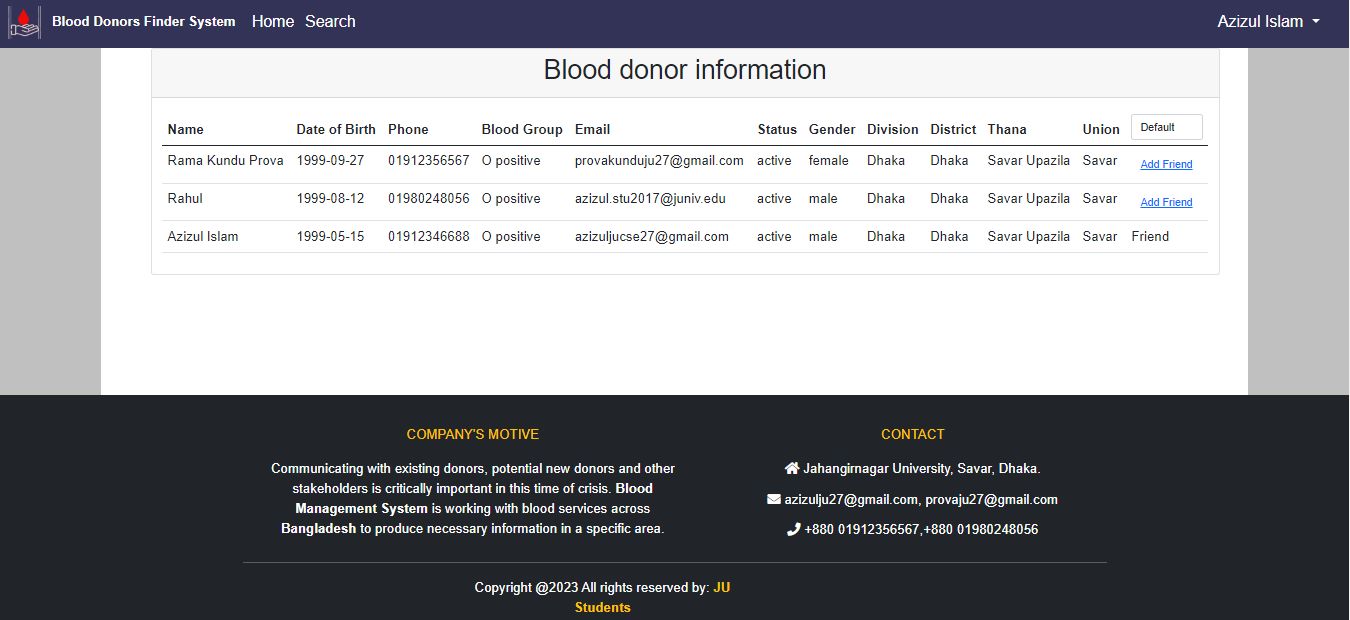 Blood Donors Finder System Home Search Azizul Islam
Blood donor information
Name Date of Birth Phone Blood Group Email Status Gender Division District Thana Union Default
Rama Kundu Prova 1999-09-27 01912356567 O positive provakunduju27@gmail.com active female Dhaka Dhaka Savar Upazila Savar Add Friend
Rahul 1999-08-12 01980248056 O positive azizul.stu2017@juniv.edu active male Dhaka Dhaka Savar Upazila Savar Add Friend
Azizul Islam 1999-05-15 01912346688 O positive azizuljucse27@gmail.com active male Dhaka Dhaka Savar Upazila Savar Friend
COMPANY'S MOTIVE
Communicating with existing donors, potential new donors and other
stakeholders is critically important in this time of crisis. Blood
Management System is working with blood services across
Bangladesh to produce necessary information in a specific area.
CONTACT
Jahangirnagar University, Savar, Dhaka.
azizulju27@gmail.com, provaju27@gmail.com
+880 01912356567,+880 01980248056
Copyright @2023 All rights reserved by: JU
Students